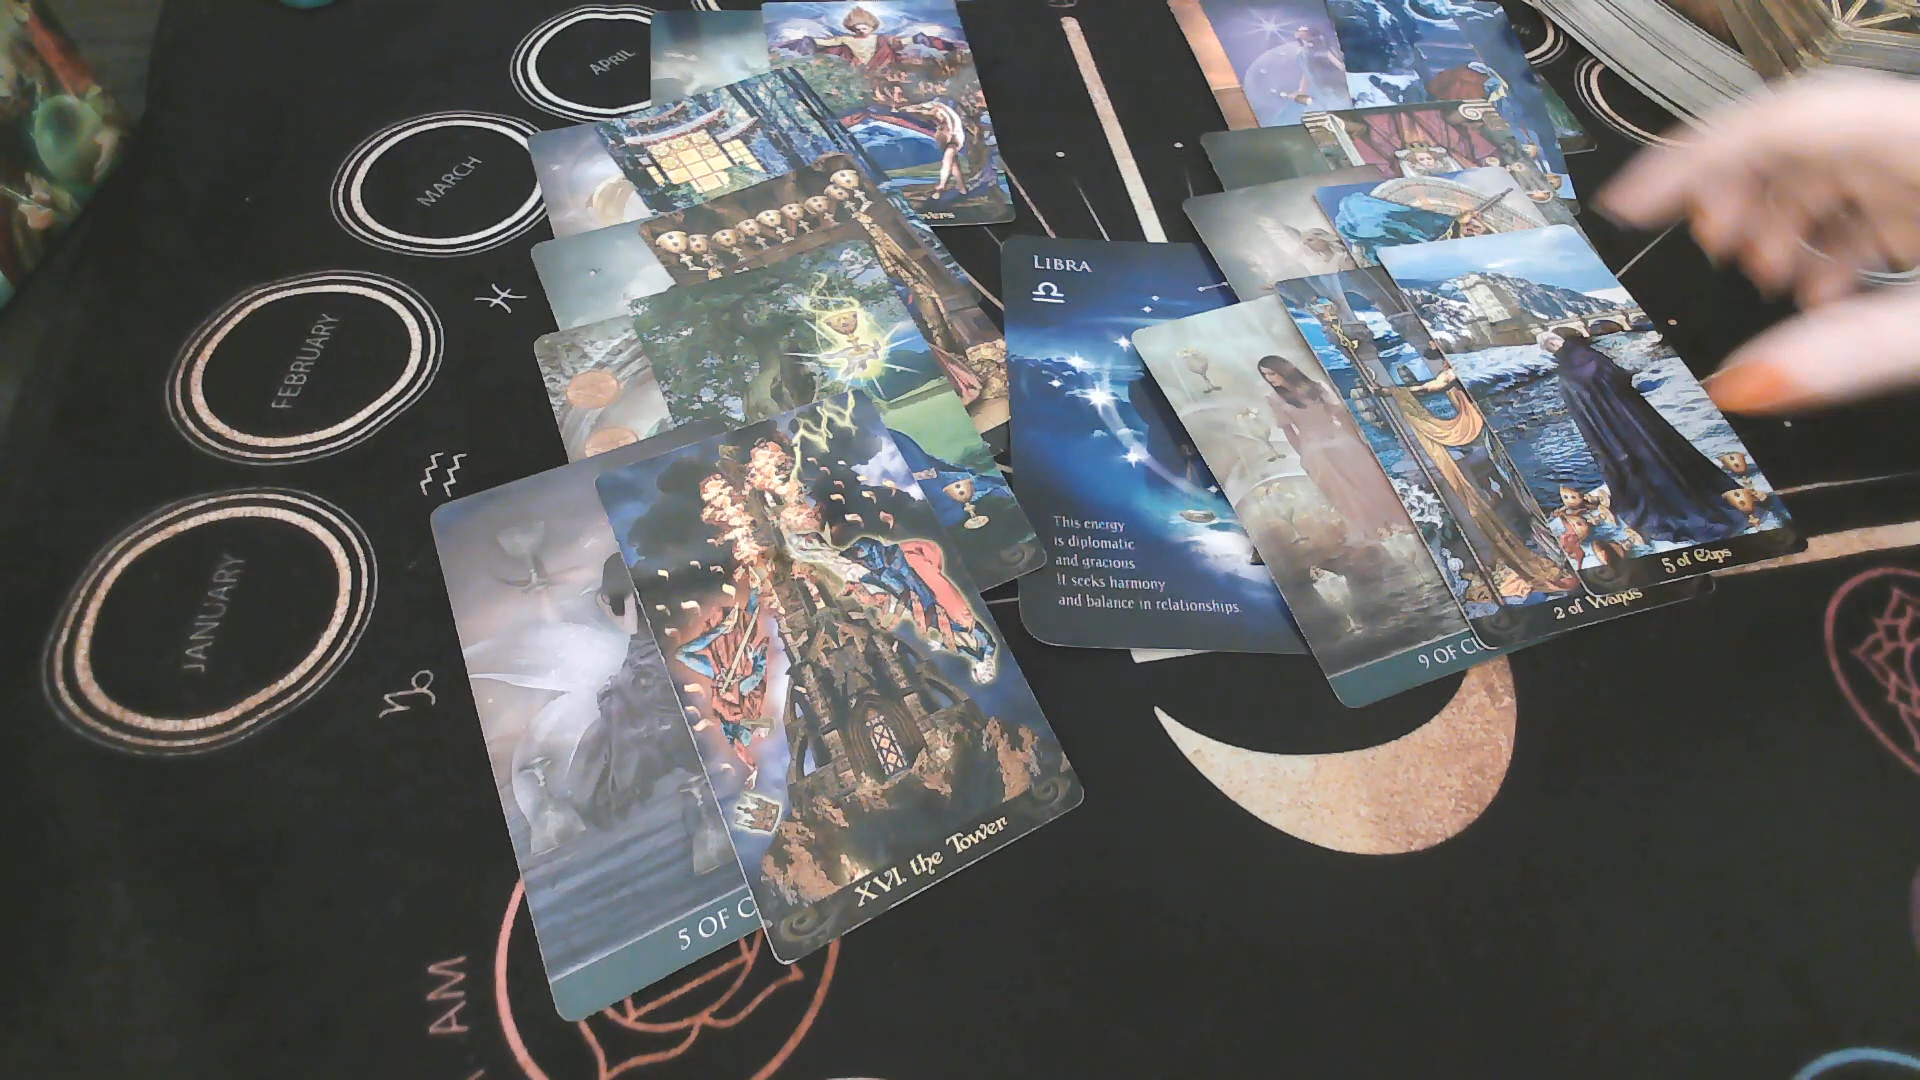 APRIL
MARCH
FEBRUARY
JANUARY
LIBRA
This energy
is diplomatic
and gracious
It seeks harmony
and balance in relationships.
5 of Cups
2 of Wands
9 OF
XVI. the Tower
5 OF C
AM